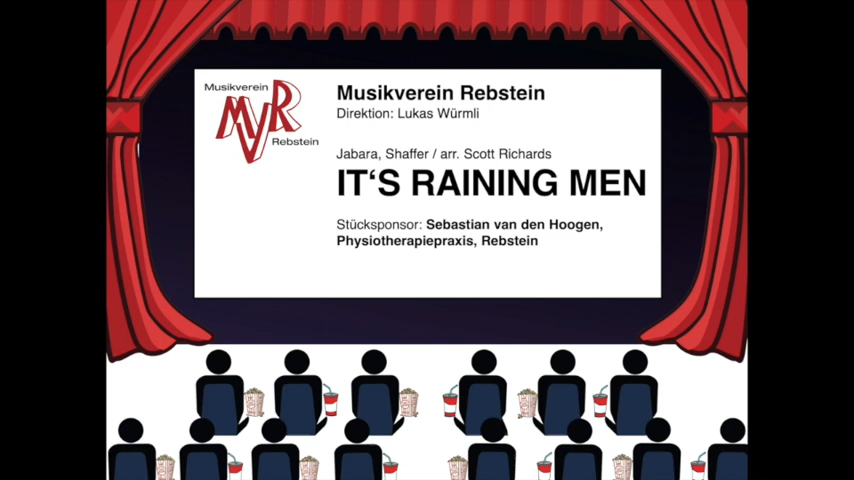 Musikverein
MVR
Rebstein
Musikverein Rebstein
Direktion: Lukas Würmli
Jabara, Shaffer / arr. Scott Richards
IT‘S RAINING MEN
Stücksponsor: Sebastian van den Hoogen,
Physiotherapiepraxis, Rebstein